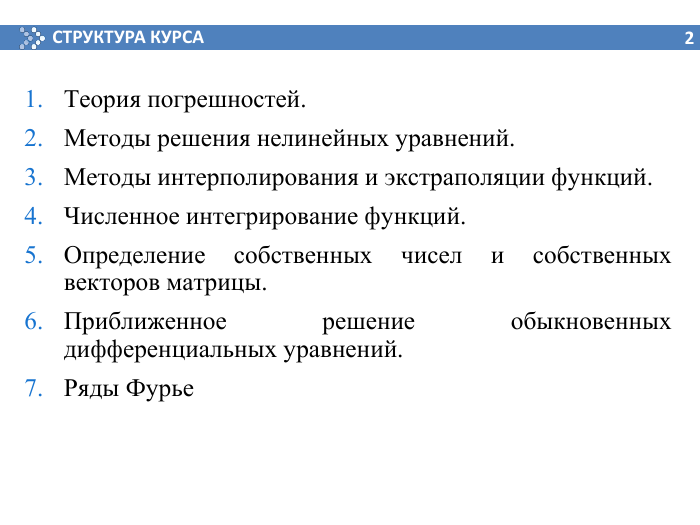 СТРУКТУРА КУРСА 2
1. Теория погрешностей.
2. Методы решения нелинейных уравнений.
3. Методы интерполирования и экстраполяции функций.
4. Численное интегрирование функций.
5. Определение собственных чисел и собственных
векторов матрицы.
6. Приближенное решение обыкновенных
дифференциальных уравнений.
7. Ряды Фурье